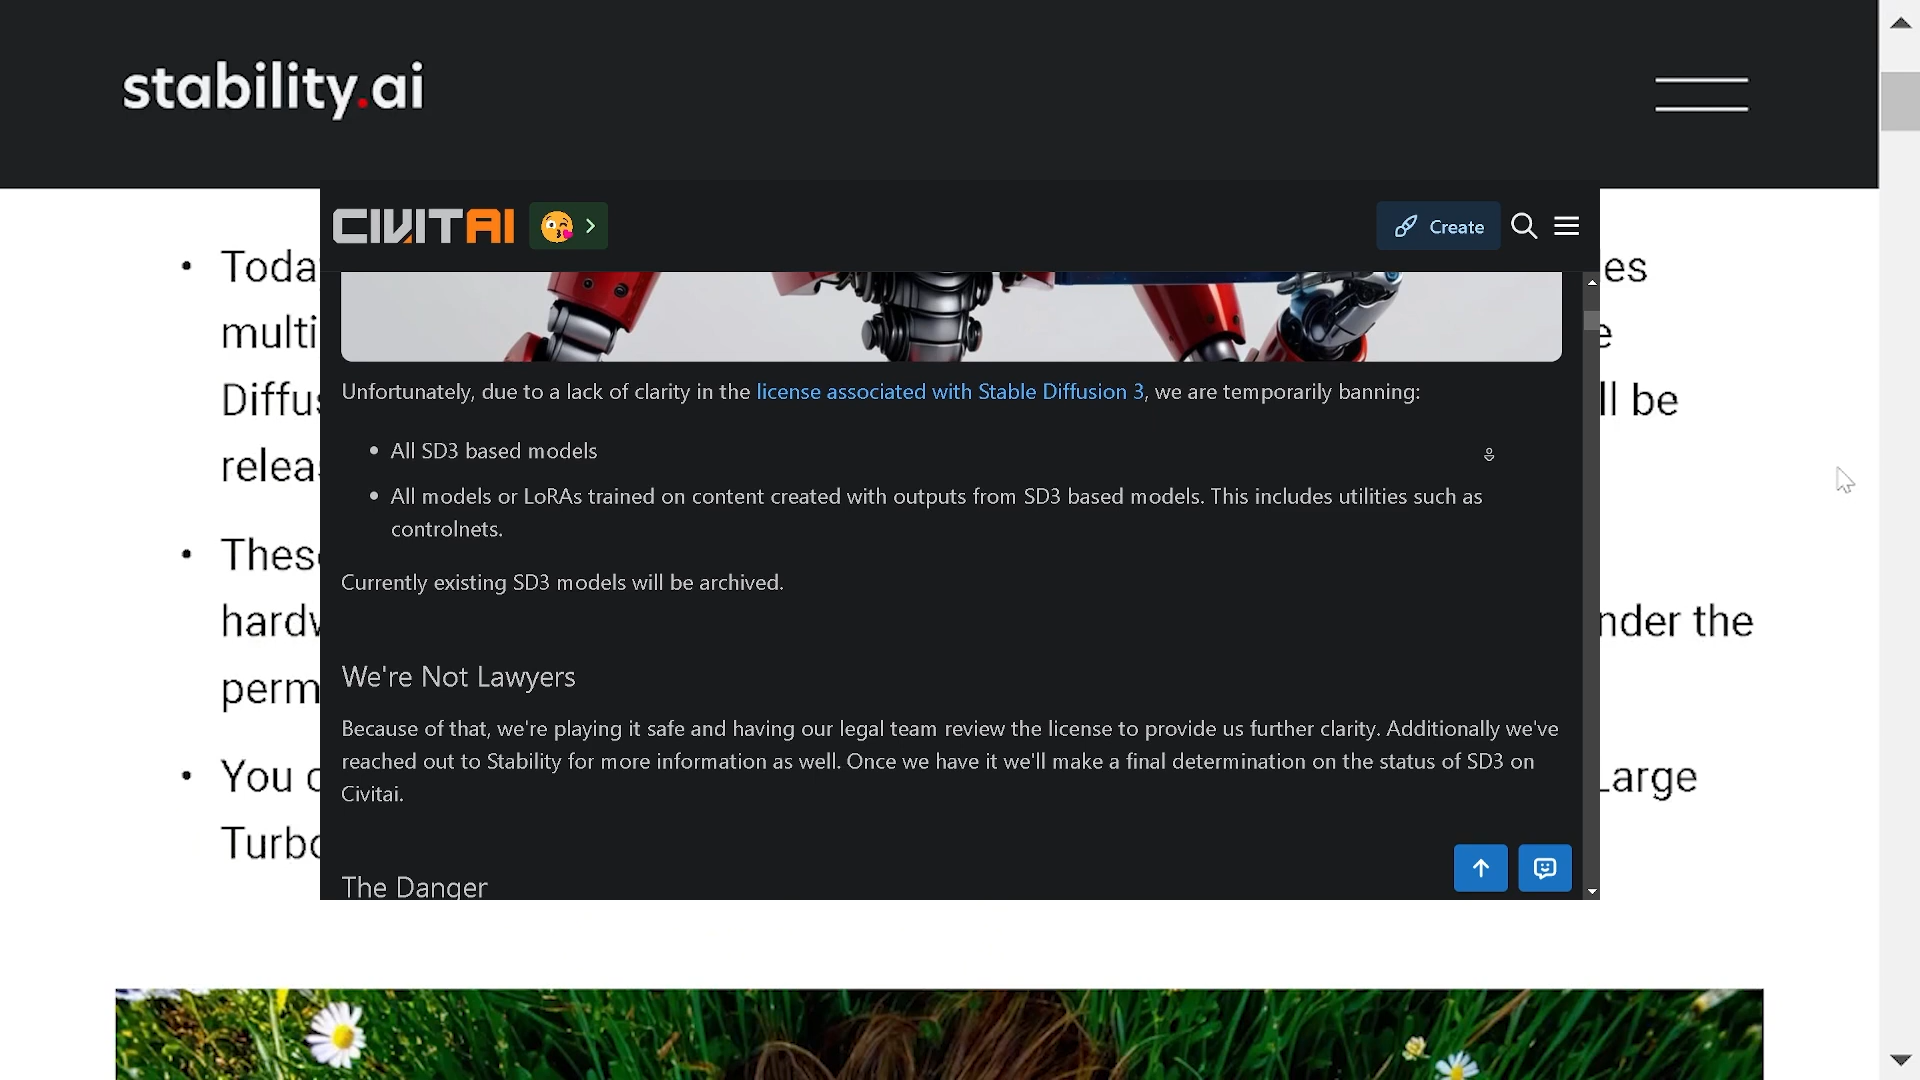 stability.ai
CIVITAI
Create
multi
Diffus
releas
es
e
ll be
Unfortunately, due to a lack of clarity in the license associated with Stable Diffusion 3, we are temporarily banning:
• All SD3 based models
• All models or LoRAs trained on content created with outputs from SD3 based models. This includes utilities such as
controlnets.
Currently existing SD3 models will be archived.
nder the
We're Not Lawyers
Because of that, we're playing it safe and having our legal team review the license to provide us further clarity. Additionally we've
reached out to Stability for more information as well. Once we have it we'll make a final determination on the status of SD3 on
Civitai.
• You
Large
Turbo
The Danger